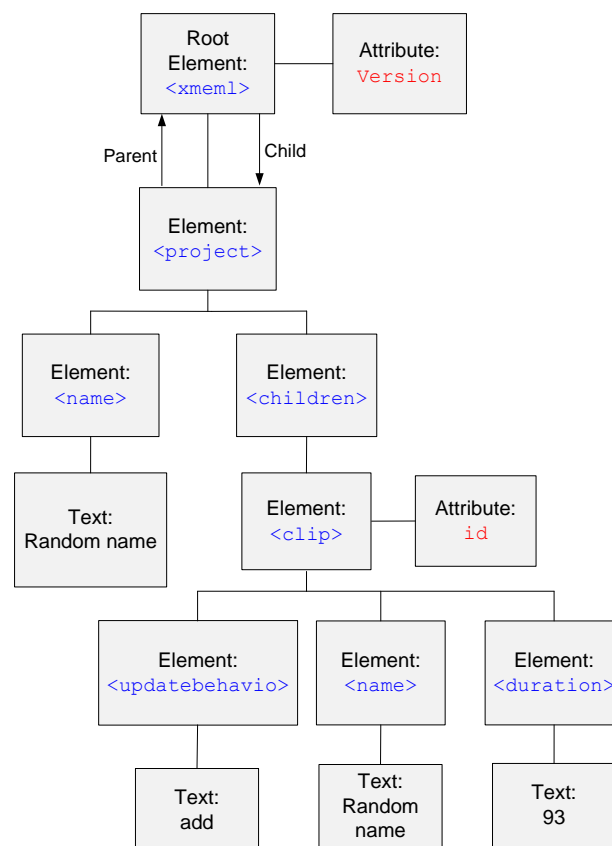 Root
Element:
<xmeml>
Attribute:
Version
Parent
Child
Element:
<project>
Element:
<name>
Element:
<children>
Text:
Random name
Element:
<clip>
Attribute:
id
Element:
<updatebehavio>
Element:
<name>
Element:
<duration>
Text:
add
Text:
Random
name
Text:
93